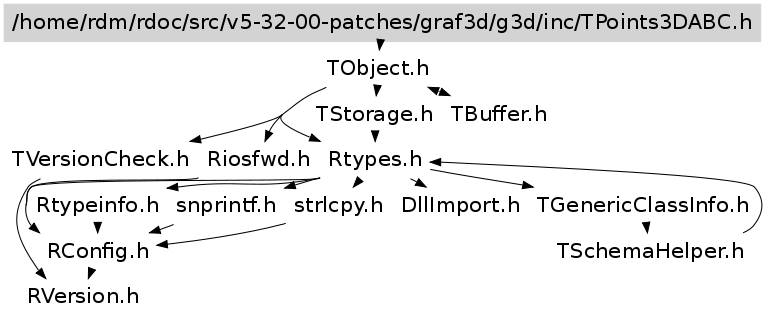 /home/rdm/rdoc/src/v5-32-00-patches/graf3d/g3d/inc/TPoints3DABC.h
TObject.h
TStorage.h TBuffer.h
TVersionCheck.h Riosfwd.h Rtypes.h
Rtypeinfo.h snprintf.h strlcpy.h DllImport.h TGenericClassInfo.h
RConfig.h TSchemaHelper.h
RVersion.h